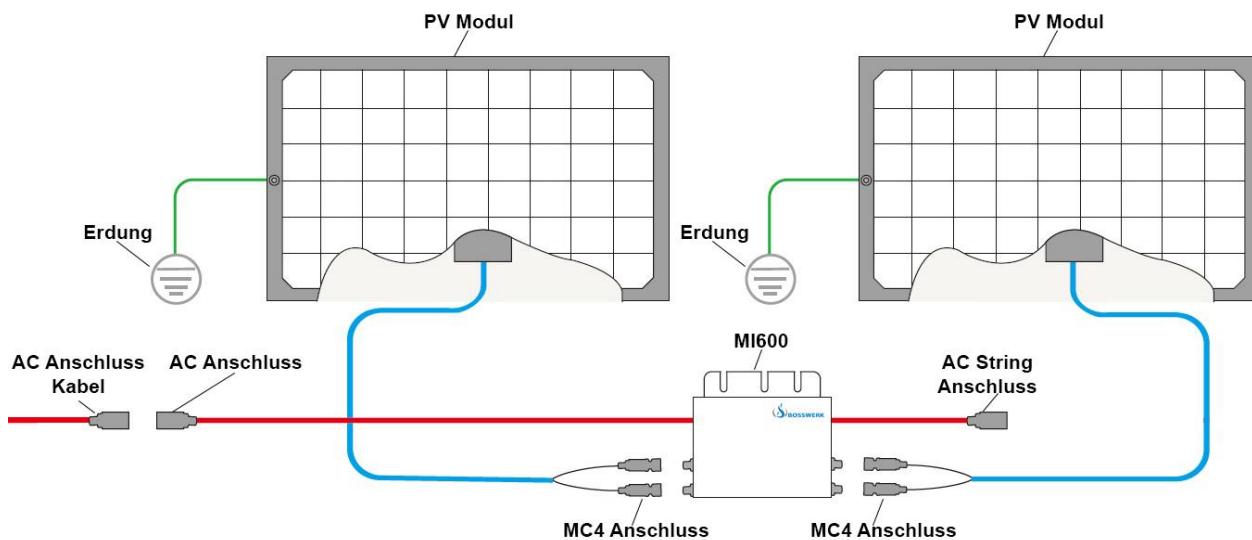 PV Modul
PV Modul
Erdung
Erdung
AC Anschluss
Kabel
AC Anschluss
MI600
AC String
Anschluss
BOSSWERK
MC4 Anschluss
MC4 Anschluss